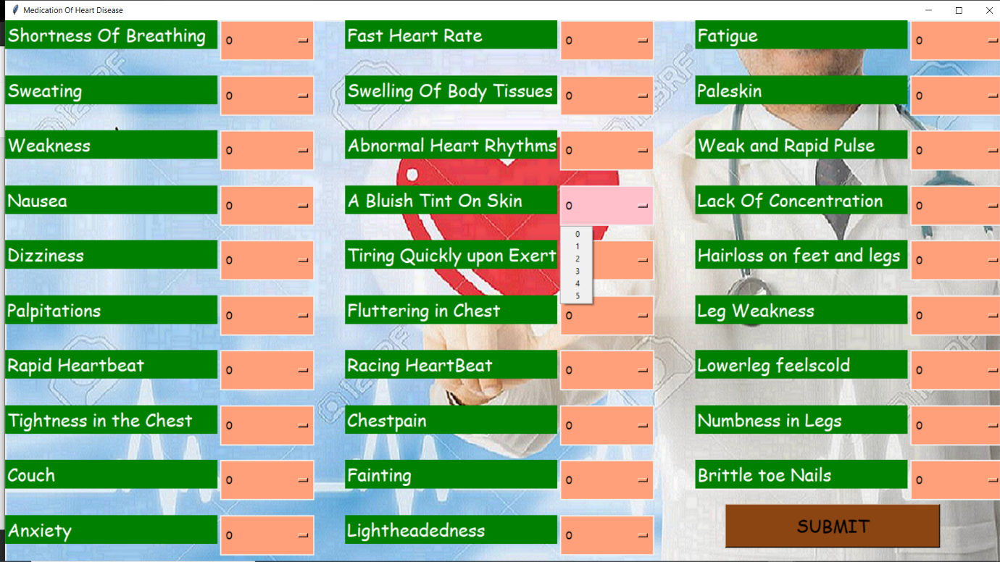 Medication Of Heart Disease
Shortness Of Breathing 0
Fast Heart Rate 0
Fatigue 0
Sweating 0
Swelling Of Body Tissues 0
Paleskin 0
Weakness 0
Abnormal Heart Rhythms 0
Weak and Rapid Pulse 0
Nausea 0
A Bluish Tint On Skin 0
Lack Of Concentration 0
0
1
2
3
4
5
Dizziness 0
Tiring Quickly upon Exert
Hairloss on feet and legs 0
Palpitations 0
Fluttering in Chest 0
Leg Weakness 0
Rapid Heartbeat 0
Racing HeartBeat 0
Lowerleg feelscold 0
Tightness in the Chest 0
Chestpain 0
Numbness in Legs 0
Couch 0
Fainting 0
Brittle toe Nails 0
Anxiety 0
Lightheadedness 0
SUBMIT